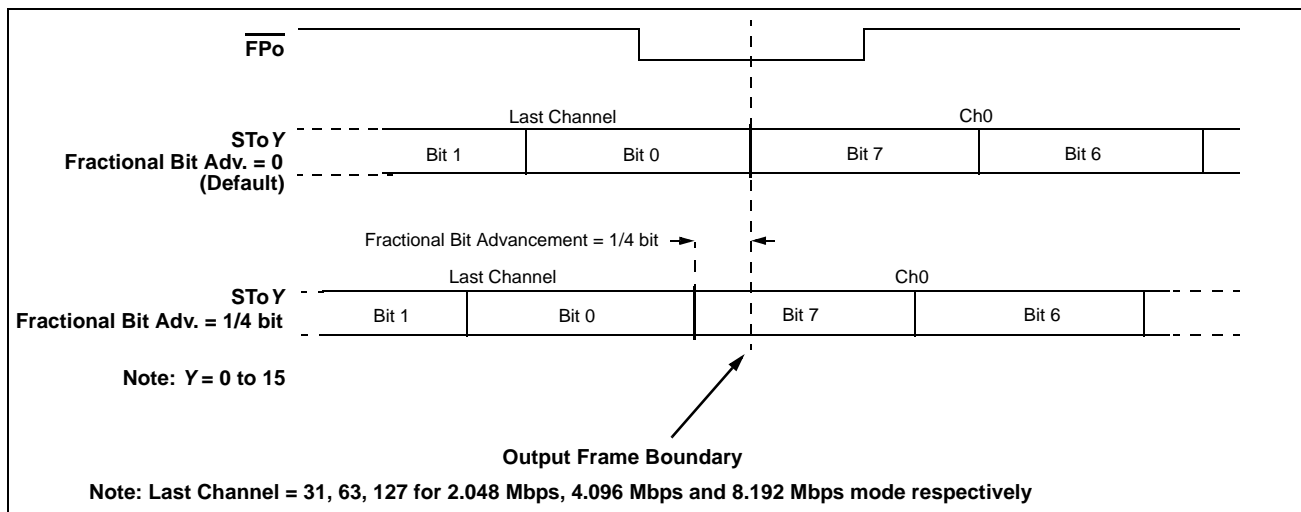 FPo
Last Channel Ch0
SToY
Fractional Bit Adv. = 0
(Default)
Bit 1 Bit 0 Bit 7 Bit 6
Fractional Bit Advancement = 1/4 bit
Last Channel Ch0
SToY
Fractional Bit Adv. = 1/4 bit
Bit 1 Bit 0 Bit 7 Bit 6
Note: Y = 0 to 15
Output Frame Boundary
Note: Last Channel = 31, 63, 127 for 2.048 Mbps, 4.096 Mbps and 8.192 Mbps mode respectively